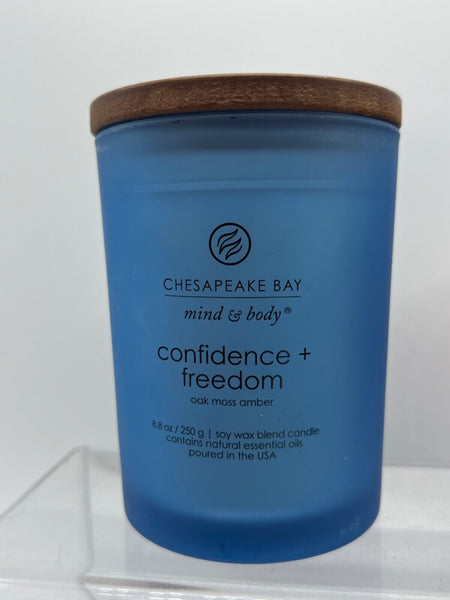 CHESAPEAKE BAY
mind & body®
confidence +
freedom
oak moss amber
8.8 oz / 250 g | soy wax blend candle
contains natural essential oils
poured in the USA